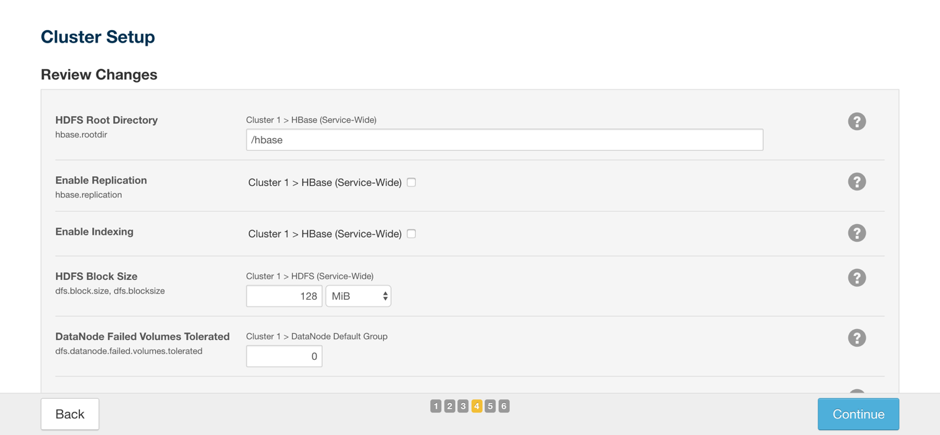 Cluster Setup
Review Changes
HDFS Root Directory
hbase.rootdir
Cluster 1 > HBase (Service-Wide)
/hbase
?
Enable Replication
hbase.replication
Cluster 1 > HBase (Service-Wide)
?
Enable Indexing
Cluster 1 > HBase (Service-Wide)
?
HDFS Block Size
dfs.block.size, dfs.blocksize
Cluster 1 > HDFS (Service-Wide)
128 MiB
?
DataNode Failed Volumes Tolerated
dfs.datanode.failed.volumes.tolerated
Cluster 1 > DataNode Default Group
0
?
Back
1 2 3 4 5 6
Continue